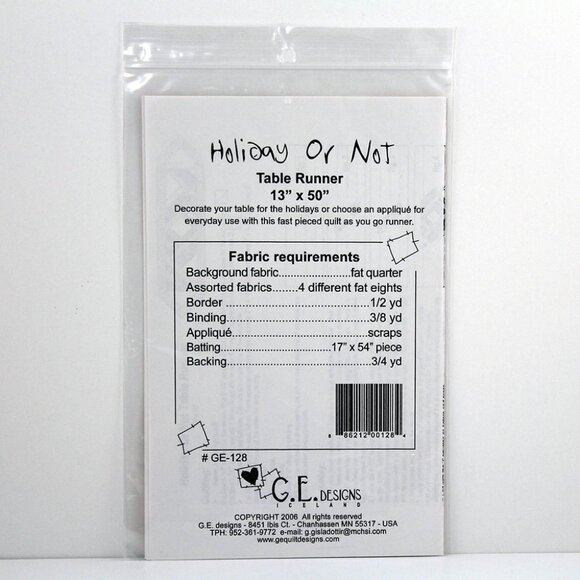 Holiday Or Not
Table Runner
13" x 50"
Decorate your table for the holidays or choose an appliqué for
everyday use with this fast pieced quilt as you go runner.
Fabric requirements
Background fabric....................fat quarter
Assorted fabrics........4 different fat eights
Border ..........................................1/2 yd
Binding..........................................3/8 yd
Appliqué.........................................scraps
Batting.................................17" x 54" piece
Backing..........................................3/4 yd
8 86212 00128 4
# GE-128
G.E. DESIGNS
ICELAND
COPYRIGHT 2006 All rights reserved
G.E. designs - 8451 Ibis Ct. - Chanhassen MN 55317 - USA
TPH: 952-361-9772 - e-mail: g.gisladottir@mchsi.com
www.gequiltdesigns.com